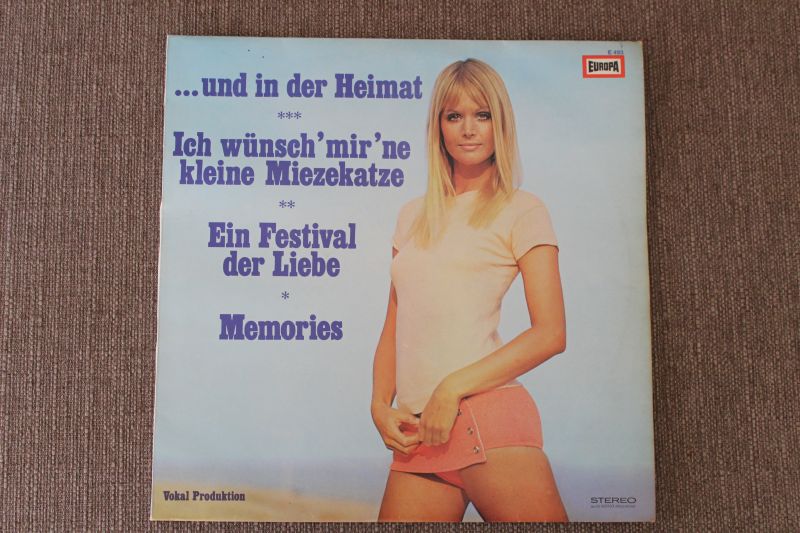 ...und in der Heimat
***
Ich wünsch' mir 'ne
kleine Miezekatze
**
Ein Festival
der Liebe
*
Memories
EUROPA
Vokal Produktion
STEREO